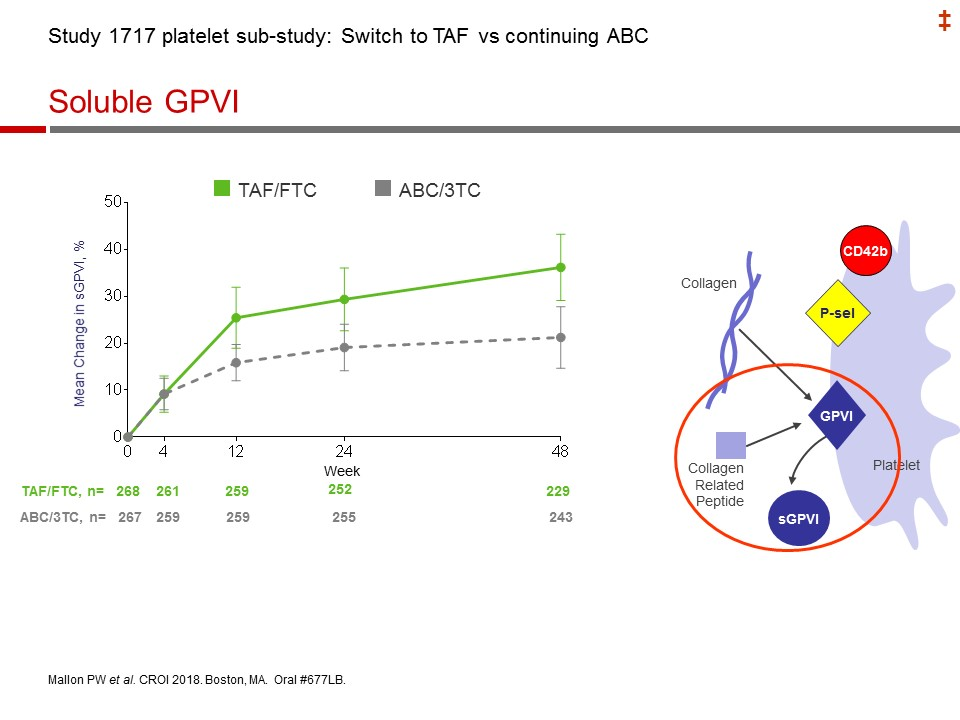 ‡
Study 1717 platelet sub-study: Switch to TAF vs continuing ABC
Soluble GPVI
TAF/FTC
ABC/3TC
Mean Change in sGPVI, %
50
40
30
20
10
0
0 4 12 24 48
Week
TAF/FTC, n= 268 261 259 252 229
ABC/3TC, n= 267 259 259 255 243
CD42b
Collagen
P-sel
GPVI
Collagen
Related
Peptide
Platelet
sGPVI
Mallon PW et al. CROI 2018. Boston, MA. Oral #677LB.